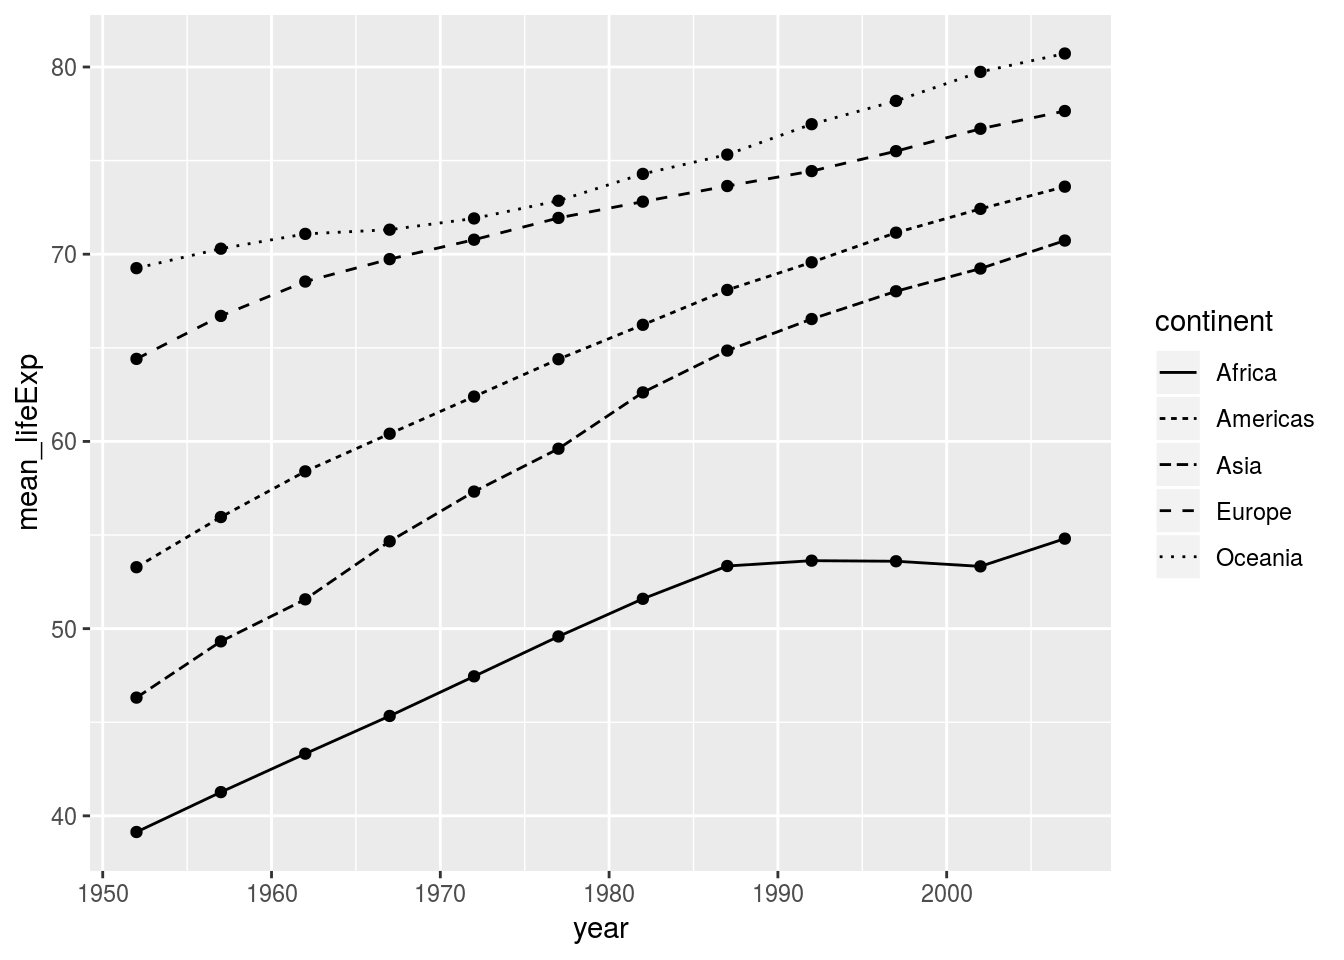 80
70
60
50
40
mean_lifeExp
1950 1960 1970 1980 1990 2000
year
continent
Africa
Americas
Asia
Europe
Oceania